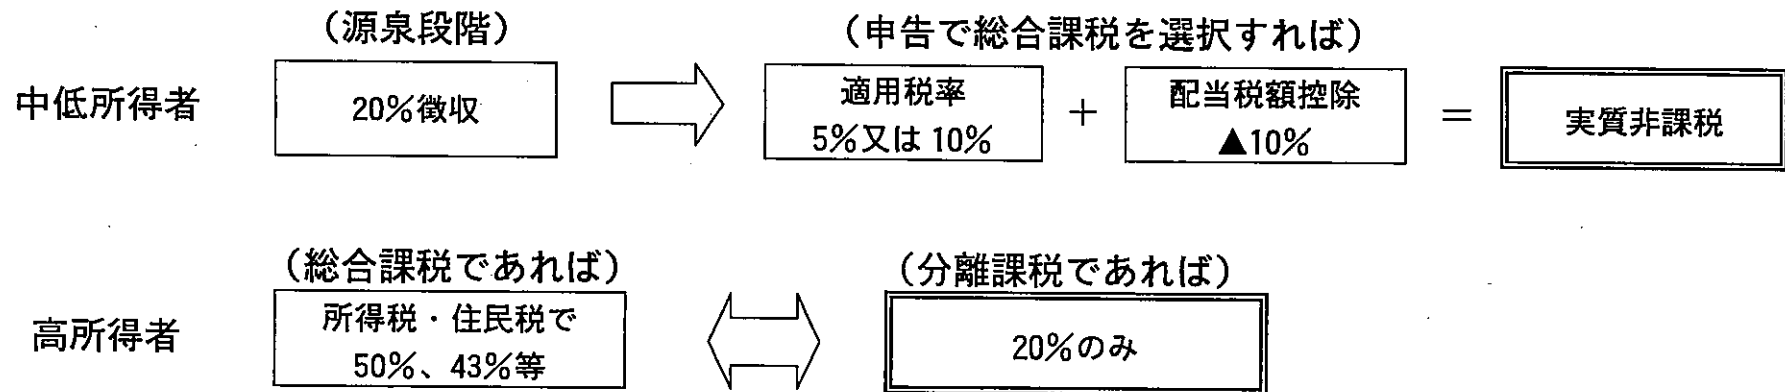 （源泉段階）
（申告で総合課税を選択すれば）
中低所得者
20％徴収
適用税率
5％又は 10％
＋
配当税額控除
▲10％
＝
実質非課税
（総合課税であれば）
（分離課税であれば）
高所得者
所得税・住民税で
50％、43％等
20％のみ